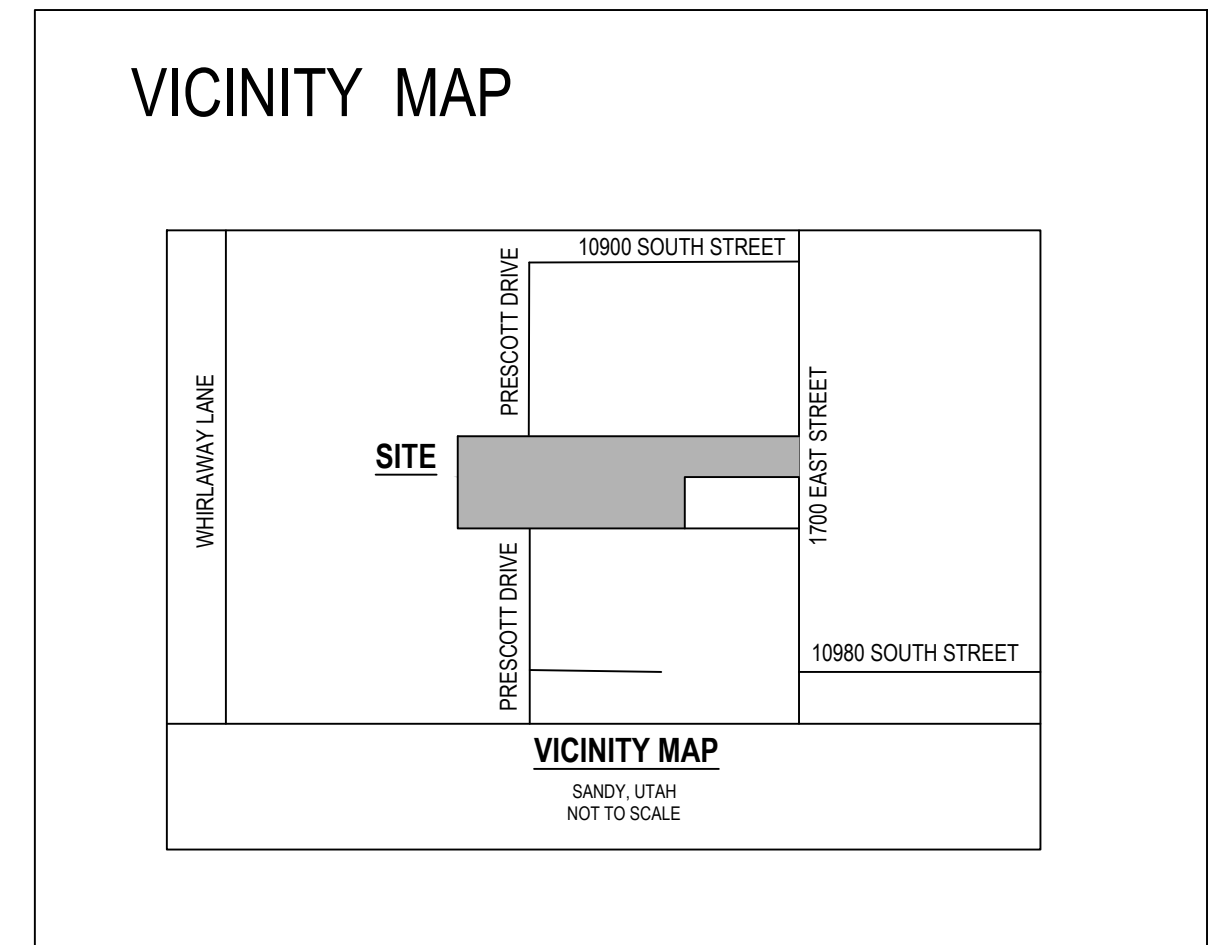 VICINITY MAP
10900 SOUTH STREET
PRESCOTT DRIVE
WHIRLAWAY LANE
1700 EAST STREET
SITE
PRESCOTT DRIVE
10980 SOUTH STREET
VICINITY MAP
SANDY, UTAH
NOT TO SCALE